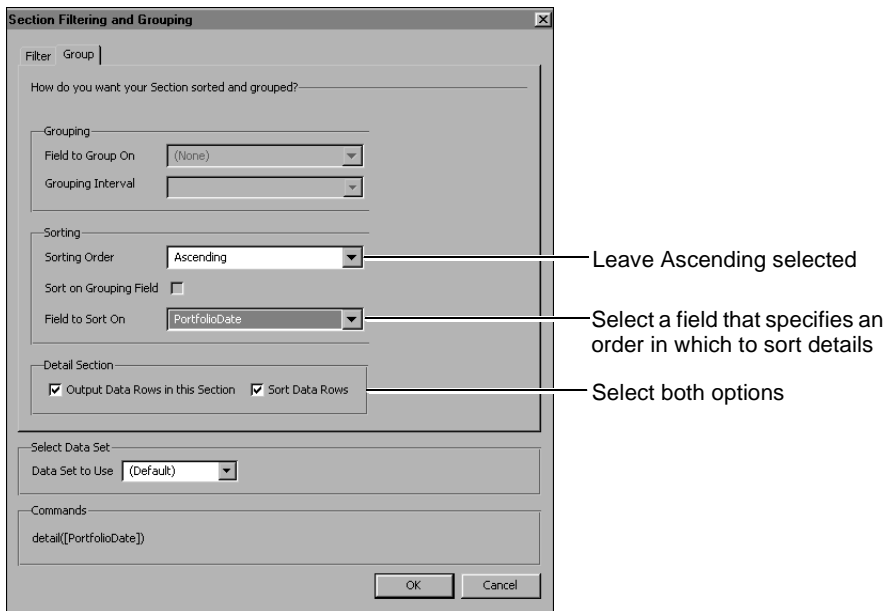 Section Filtering and Grouping
Filter Group
How do you want your Section sorted and grouped?
Grouping
Field to Group On (None)
Grouping Interval
Sorting
Sorting Order Ascending
Leave Ascending selected
Sort on Grouping Field
Field to Sort On PortfolioDate
Select a field that specifies an
order in which to sort details
Detail Section
Output Data Rows in this Section Sort Data Rows
Select both options
Select Data Set
Data Set to Use (Default)
Commands
detail([PortfolioDate])
OK Cancel